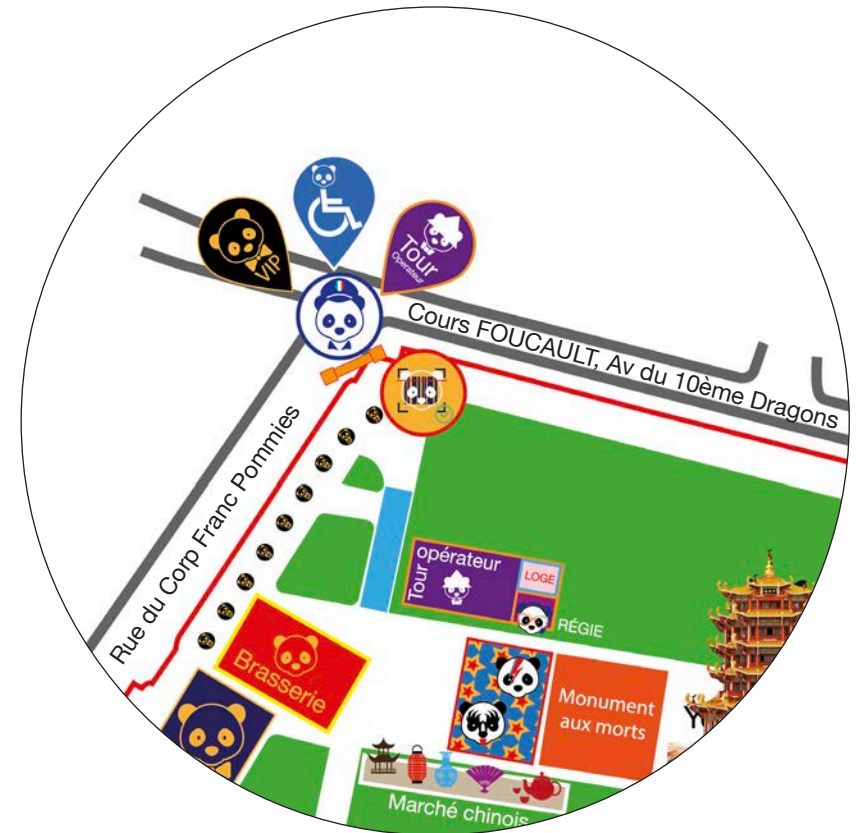 VIP
Tour
Operateur
Cours FOUCAULT, Av du 10ème Dragons
Rue du Corp Franc Pommies
Tour
opérateur
LOGE
RÉGIE
Brasserie
Monument
aux morts
Y
Marché chinois